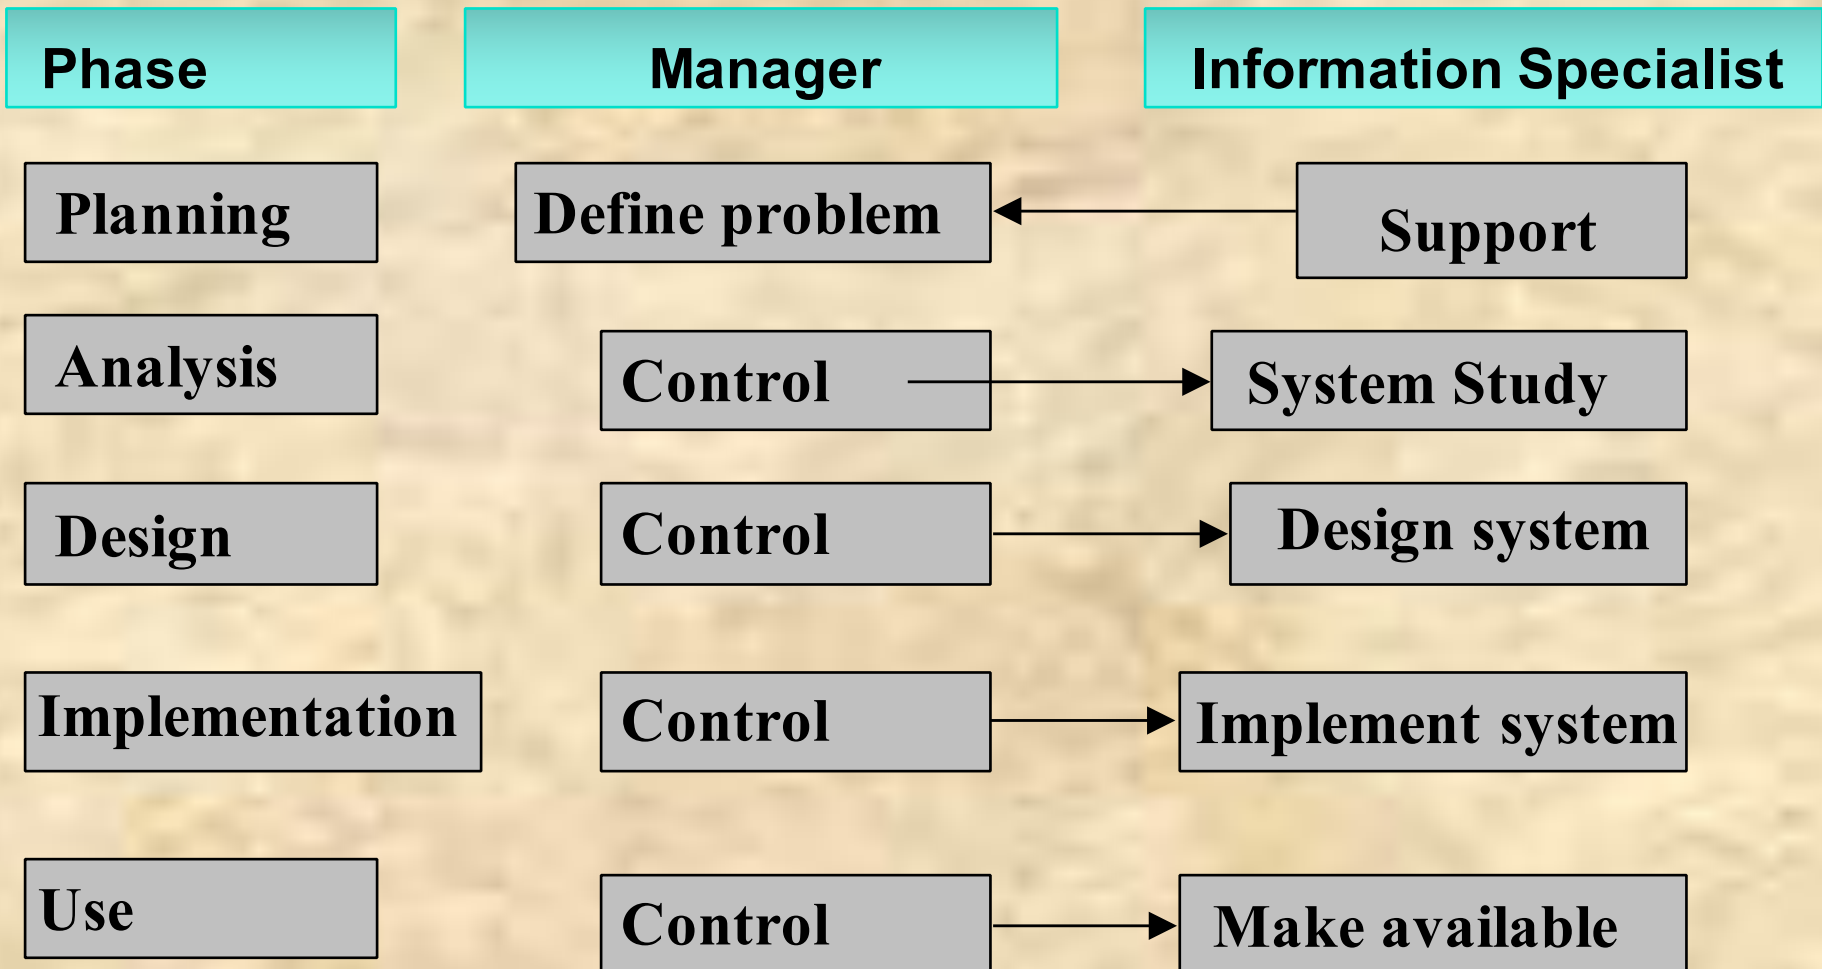 Phase
Manager
Information Specialist
Planning
Define problem
Support
Analysis
Control
System Study
Design
Control
Design system
Implementation
Control
Implement system
Use
Control
Make available